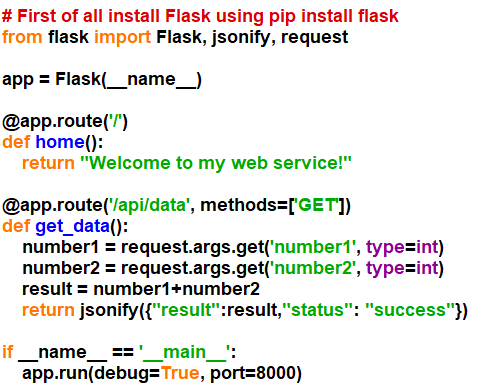 # First of all install Flask using pip install flask
from flask import Flask, jsonify, request

app = Flask(__name__)

@app.route('/')
def home():
    return "Welcome to my web service!"

@app.route('/api/data', methods=['GET'])
def get_data():
    number1 = request.args.get('number1', type=int)
    number2 = request.args.get('number2', type=int)
    result = number1+number2
    return jsonify({"result":result,"status": "success"})

if __name__ == '__main__':
    app.run(debug=True, port=8000)